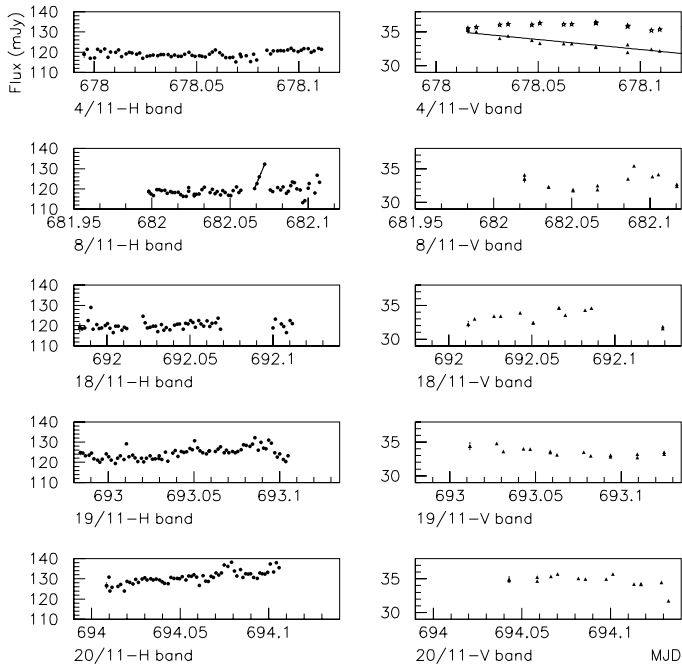 Flux (mJy)
140
130
120
110
678 678.05 678.1
4/11-H band
35
30
678 678.05 678.1
4/11-V band
140
130
120
110
681.95 682 682.05 682.1
8/11-H band
35
30
681.95 682 682.05 682.1
8/11-V band
140
130
120
110
692 692.05 692.1
18/11-H band
35
30
692 692.05 692.1
18/11-V band
140
130
120
110
693 693.05 693.1
19/11-H band
35
30
693 693.05 693.1
19/11-V band
140
130
120
110
694 694.05 694.1
20/11-H band
35
30
694 694.05 694.1
20/11-V band MJD